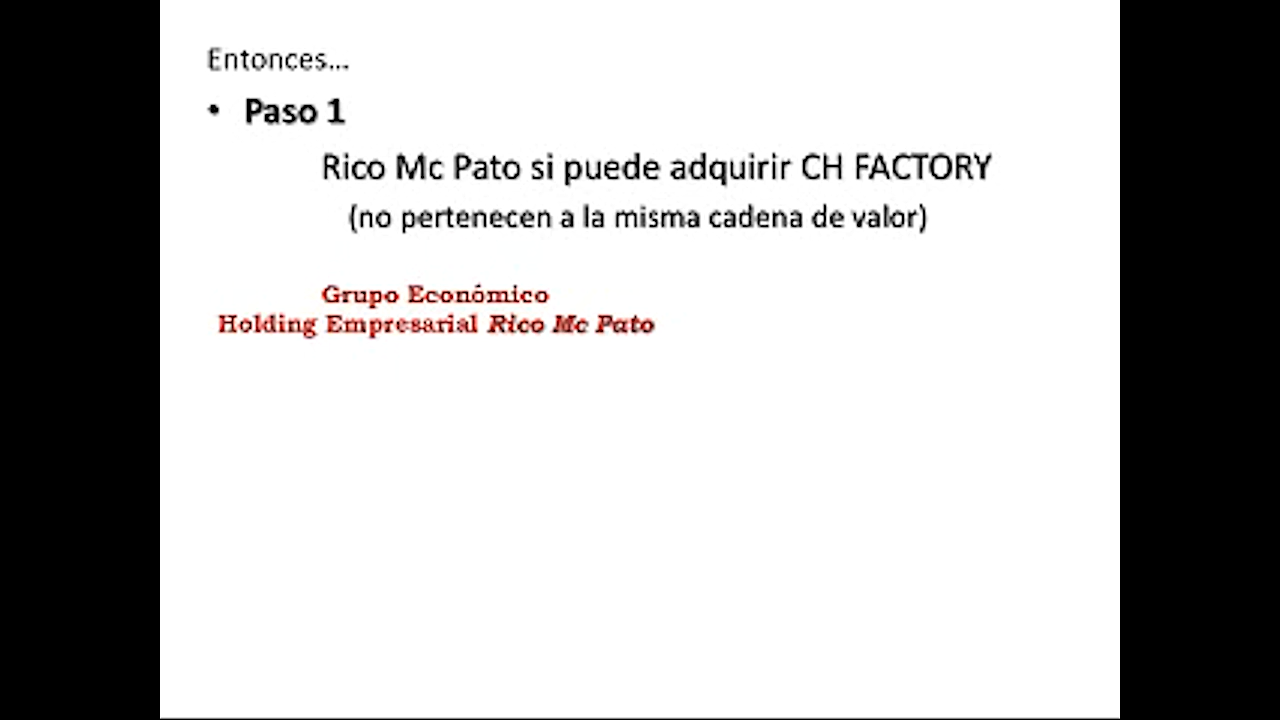 Entonces...
• Paso 1
Rico Mc Pato si puede adquirir CH FACTORY
(no pertenecen a la misma cadena de valor)
Grupo Económico
Holding Empresarial Rico Mc Pato